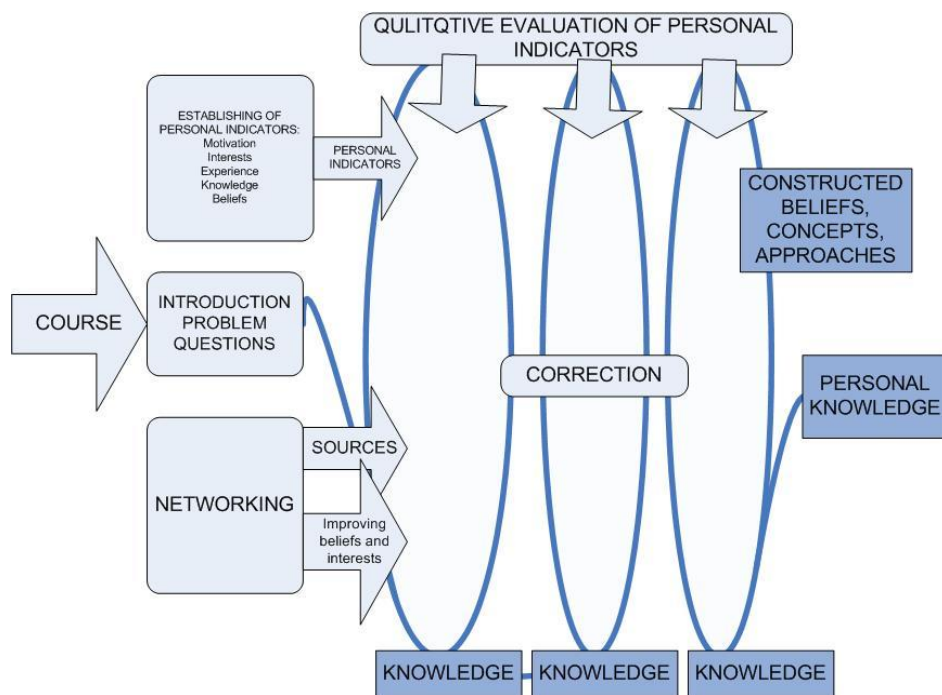 QULITQTIVE EVALUATION OF PERSONAL
INDICATORS
ESTABLISHING OF
PERSONAL INDICATORS:
Motivation
Interests
Experience
Knowledge
Beliefs
PERSONAL
INDICATORS
CONSTRUCTED
BELIEFS,
CONCEPTS,
APPROACHES
COURSE
INTRODUCTION
PROBLEM
QUESTIONS
CORRECTION
PERSONAL
KNOWLEDGE
NETWORKING
SOURCES
Improving
beliefs and
interests
KNOWLEDGE
KNOWLEDGE
KNOWLEDGE